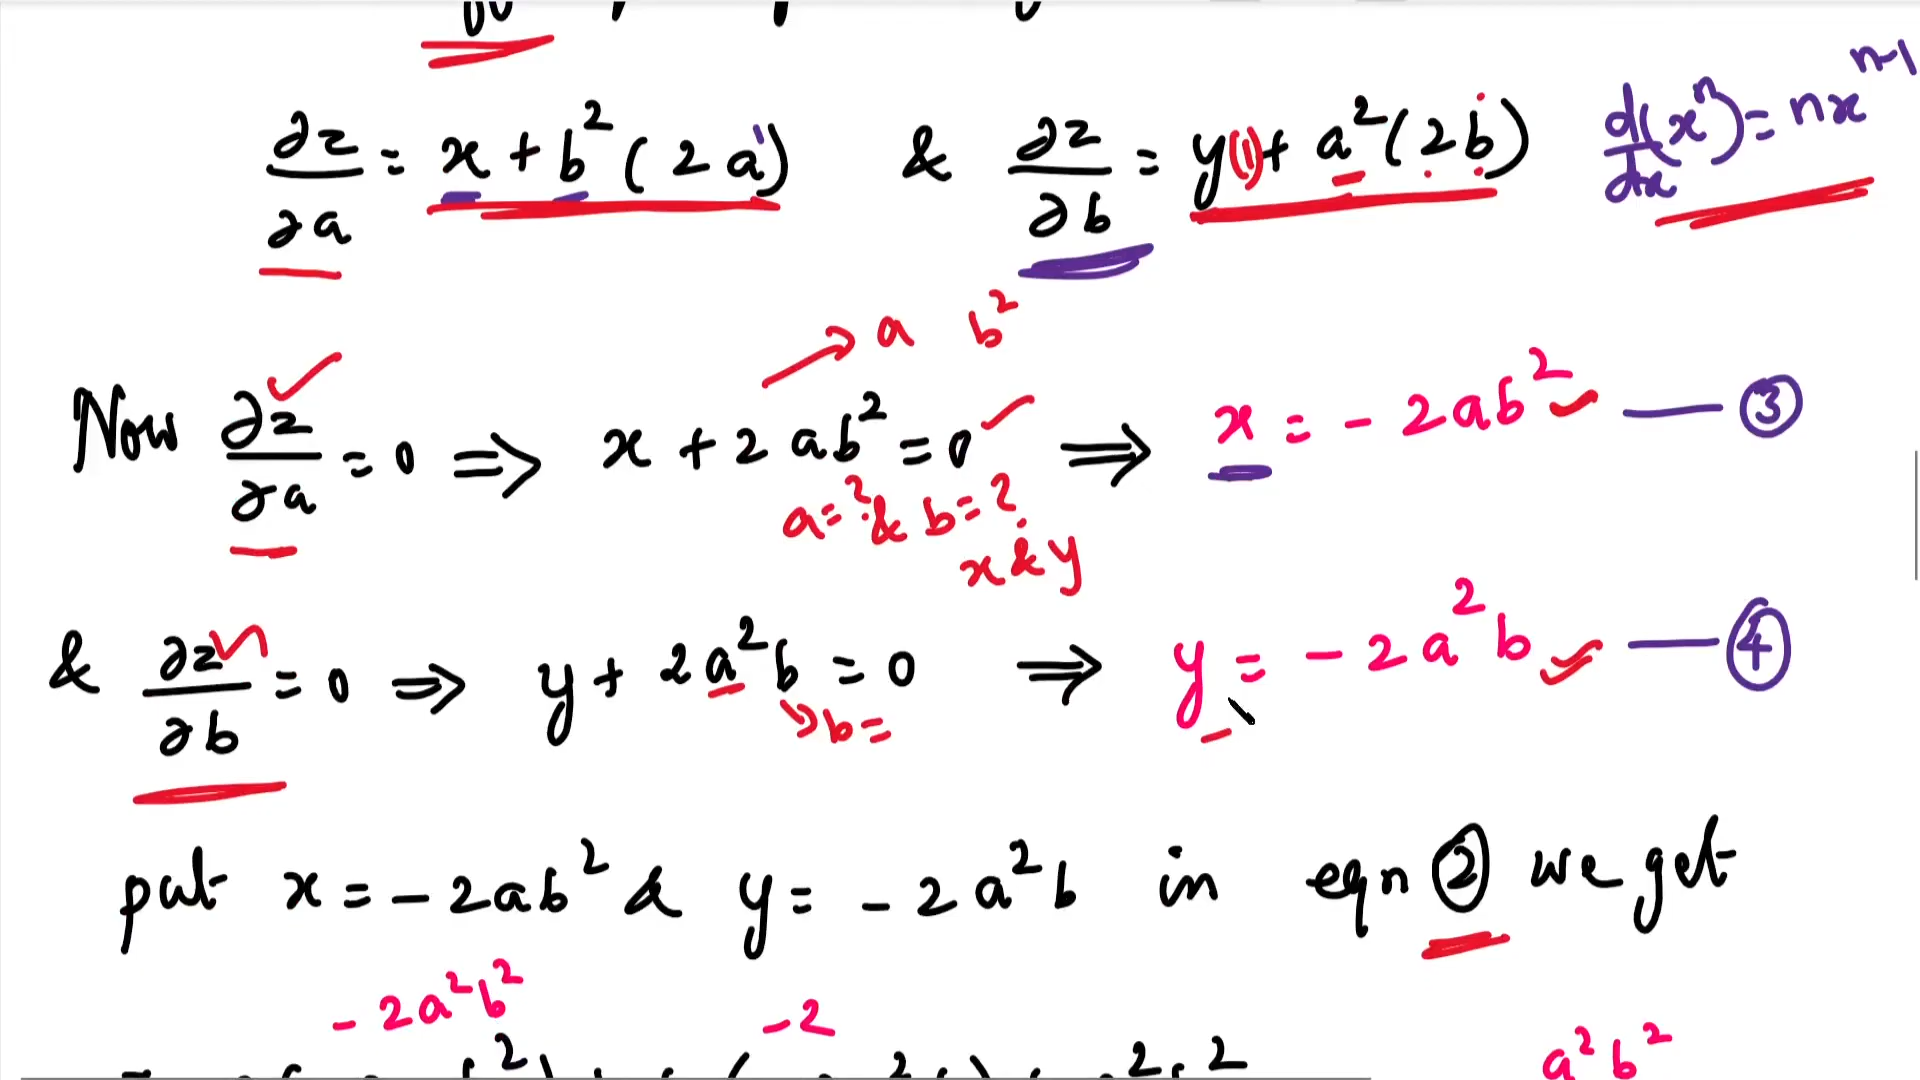 ∂z/∂a = x + b²(2a¹) & ∂z/∂b = y(1) + a²(2b) d/dx(xⁿ) = nxⁿ⁻¹
→ a b²
Now ∂z/∂a = 0 ⇒ x + 2ab² = 0 ⇒ x = -2ab² — ③
a=? & b=?
x & y
& ∂z/∂b = 0 ⇒ y + 2a²b = 0 ⇒ y = -2a²b — ④
→ b=
put x = -2ab² & y = -2a²b in eqn ② we get
-2a²b² -2 a²b²